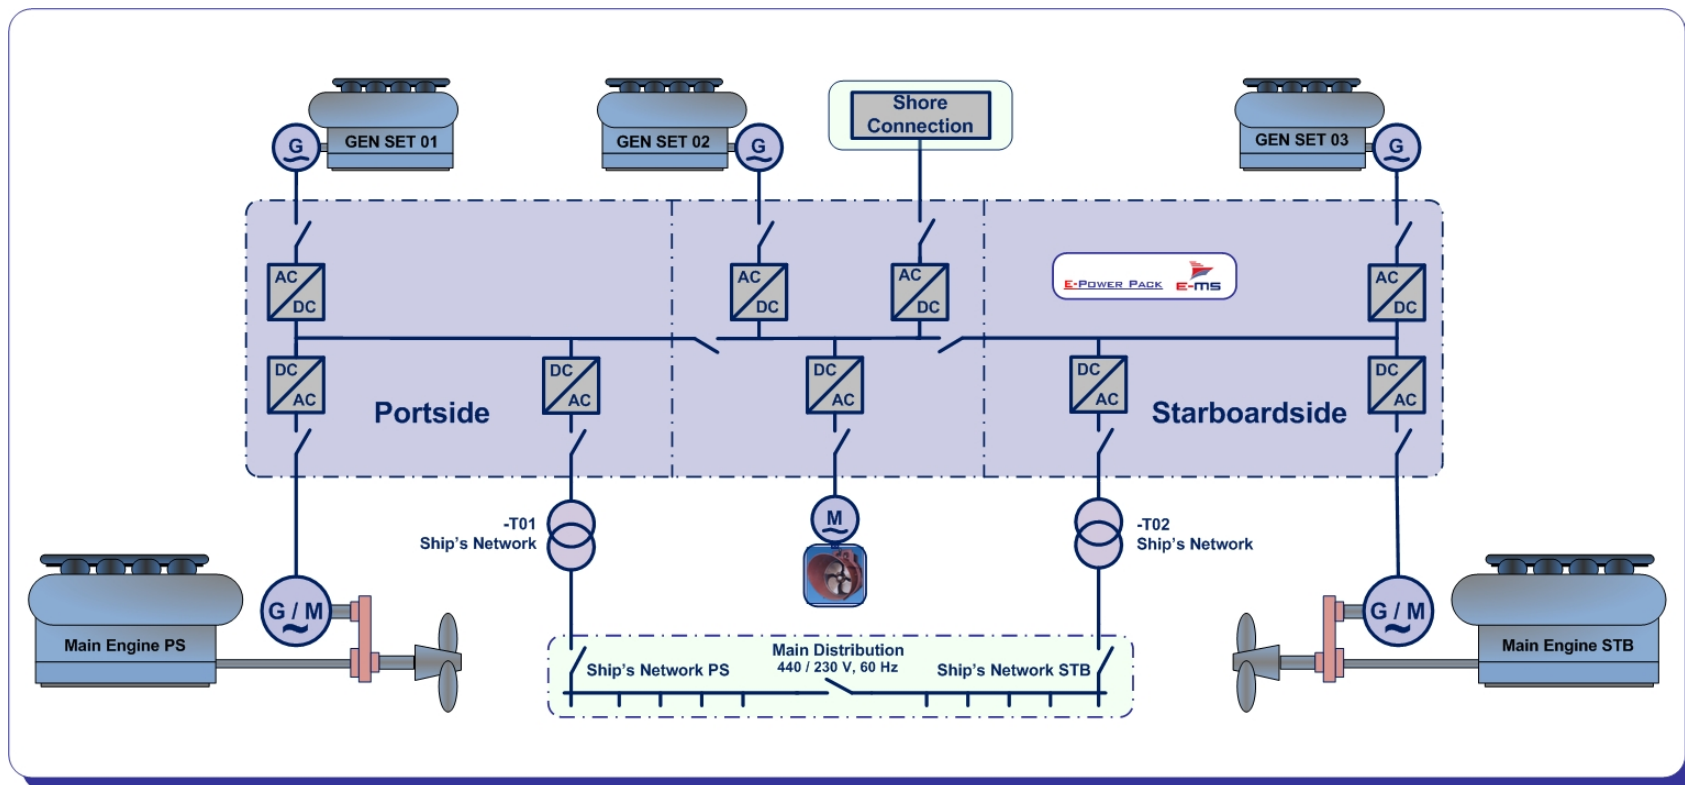 GEN SET 01
G
GEN SET 02
G
Shore
Connection
GEN SET 03
G
AC
DC
AC
DC
AC
DC
AC
DC
E-Power Pack
E-MS
DC
AC
DC
AC
DC
AC
DC
AC
DC
AC
Portside
Starboardside
-T01
Ship's Network
M
-T02
Ship's Network
Main Engine PS
G / M
G / M
Main Engine STB
Main Distribution
440 / 230 V, 60 Hz
Ship's Network PS
Ship's Network STB